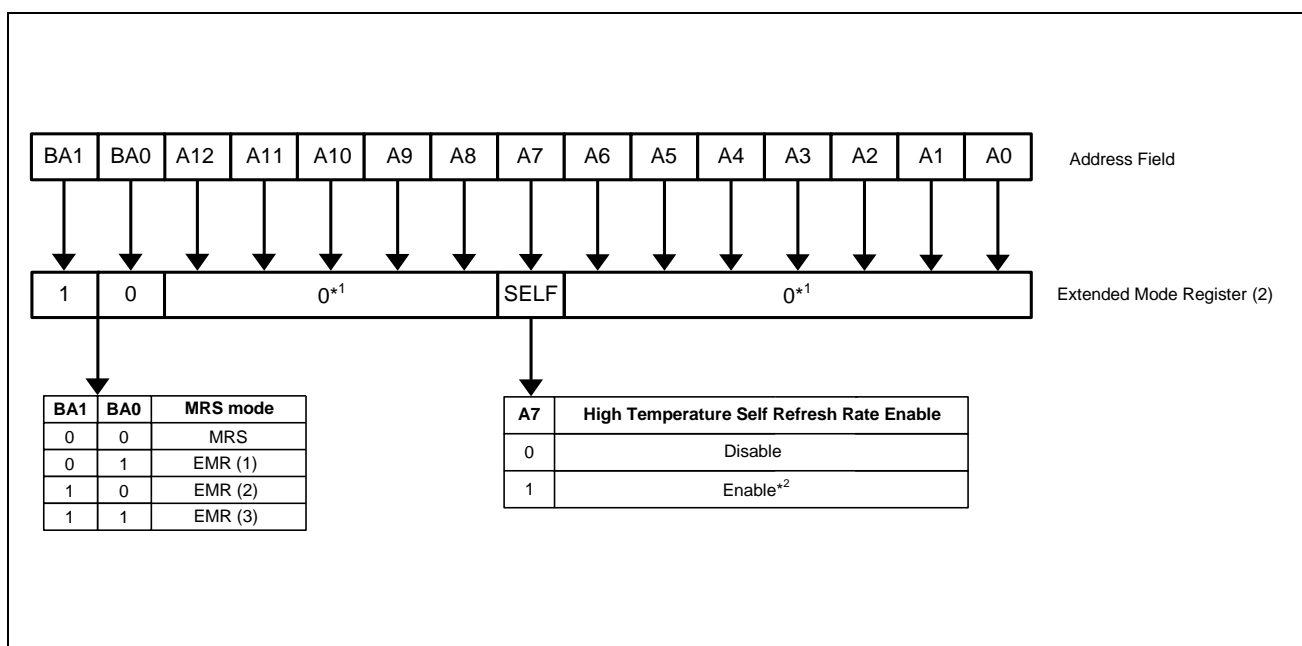 BA1 BA0 A12 A11 A10 A9 A8 A7 A6 A5 A4 A3 A2 A1 A0 Address Field
1 0 0*1 SELF 0*1 Extended Mode Register (2)
BA1 BA0 MRS mode
0 0 MRS
0 1 EMR (1)
1 0 EMR (2)
1 1 EMR (3)
A7 High Temperature Self Refresh Rate Enable
0 Disable
1 Enable*2